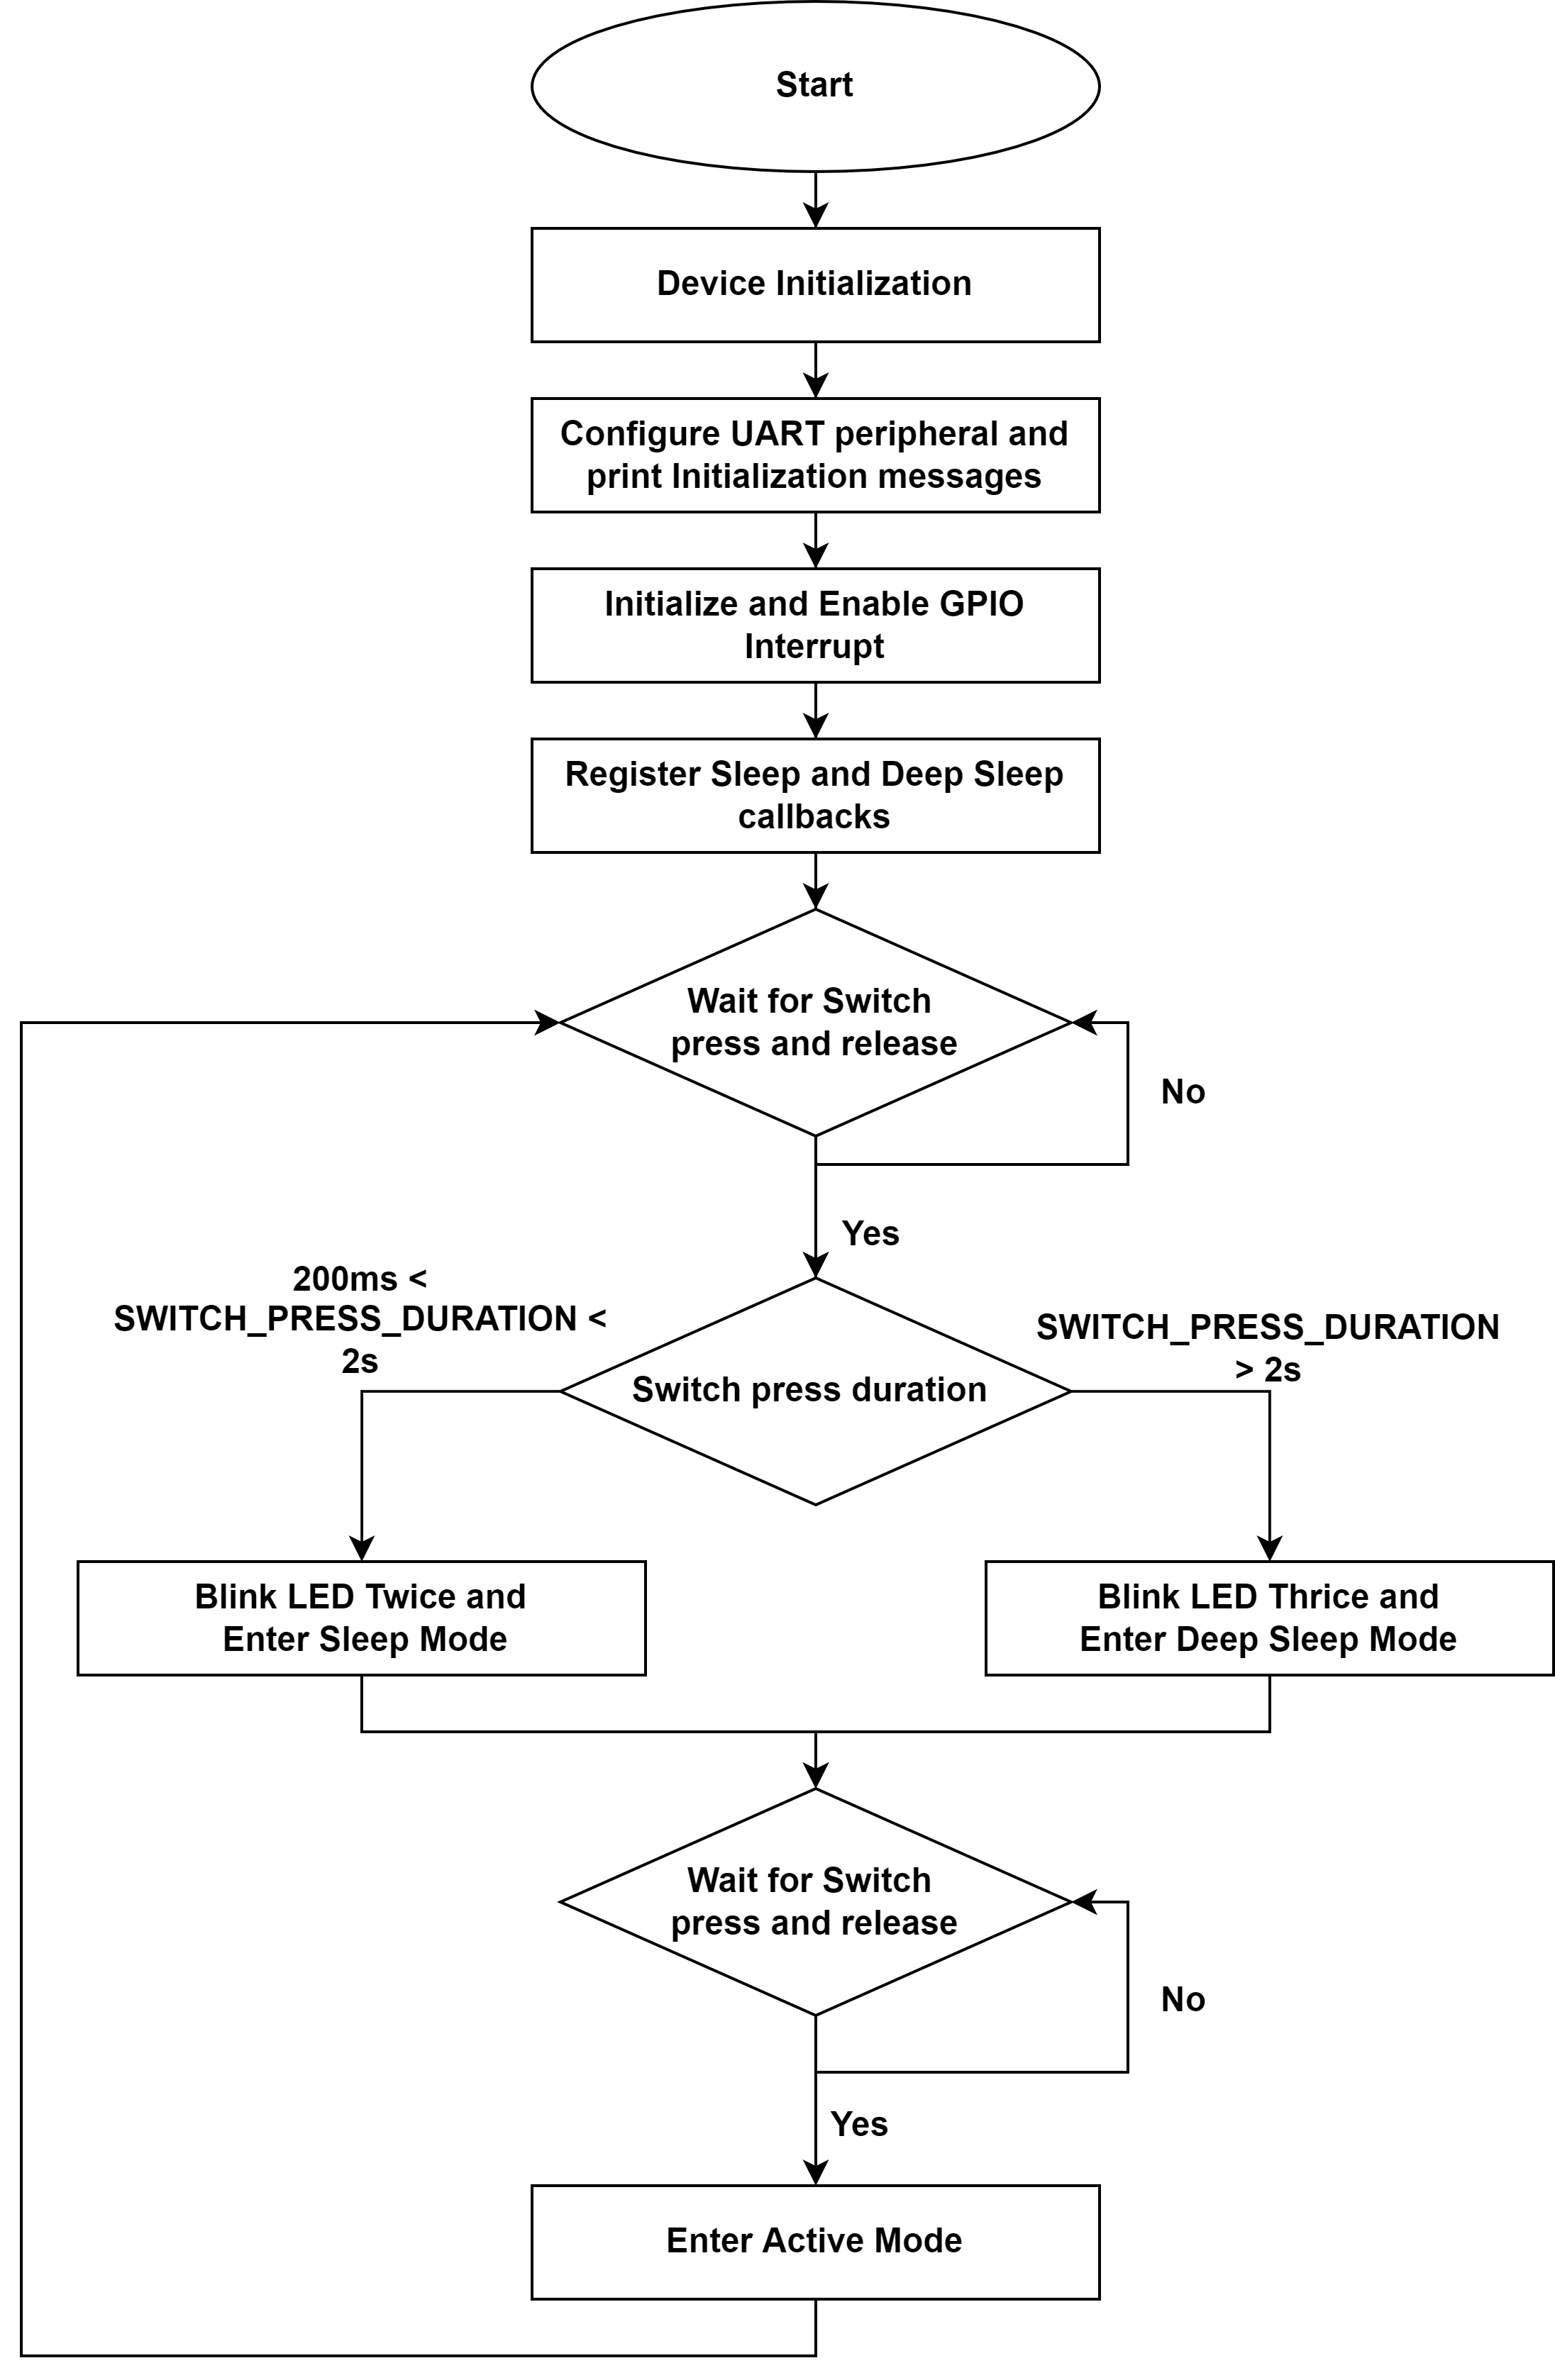 Start
Device Initialization
Configure UART peripheral and
print Initialization messages
Initialize and Enable GPIO
Interrupt
Register Sleep and Deep Sleep
callbacks
Wait for Switch
press and release
No
Yes
200ms <
SWITCH_PRESS_DURATION <
2s
SWITCH_PRESS_DURATION
> 2s
Switch press duration
Blink LED Twice and
Enter Sleep Mode
Blink LED Thrice and
Enter Deep Sleep Mode
Wait for Switch
press and release
No
Yes
Enter Active Mode